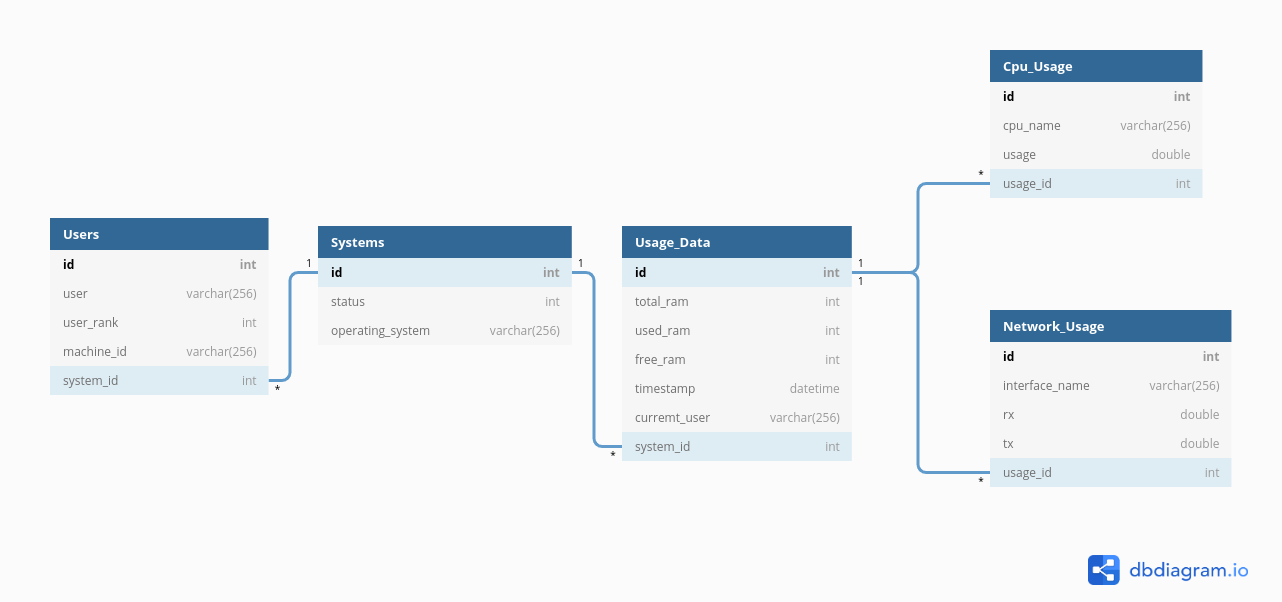 Users
id int
user varchar(256)
user_rank int
machine_id varchar(256)
system_id int
*
1
Systems
id int
status int
operating_system varchar(256)
1
*
Usage_Data
id int
total_ram int
used_ram int
free_ram int
timestamp datetime
curremt_user varchar(256)
system_id int
1
1
*
Cpu_Usage
id int
cpu_name varchar(256)
usage double
usage_id int
*
Network_Usage
id int
interface_name varchar(256)
rx double
tx double
usage_id int
dbdiagram.io